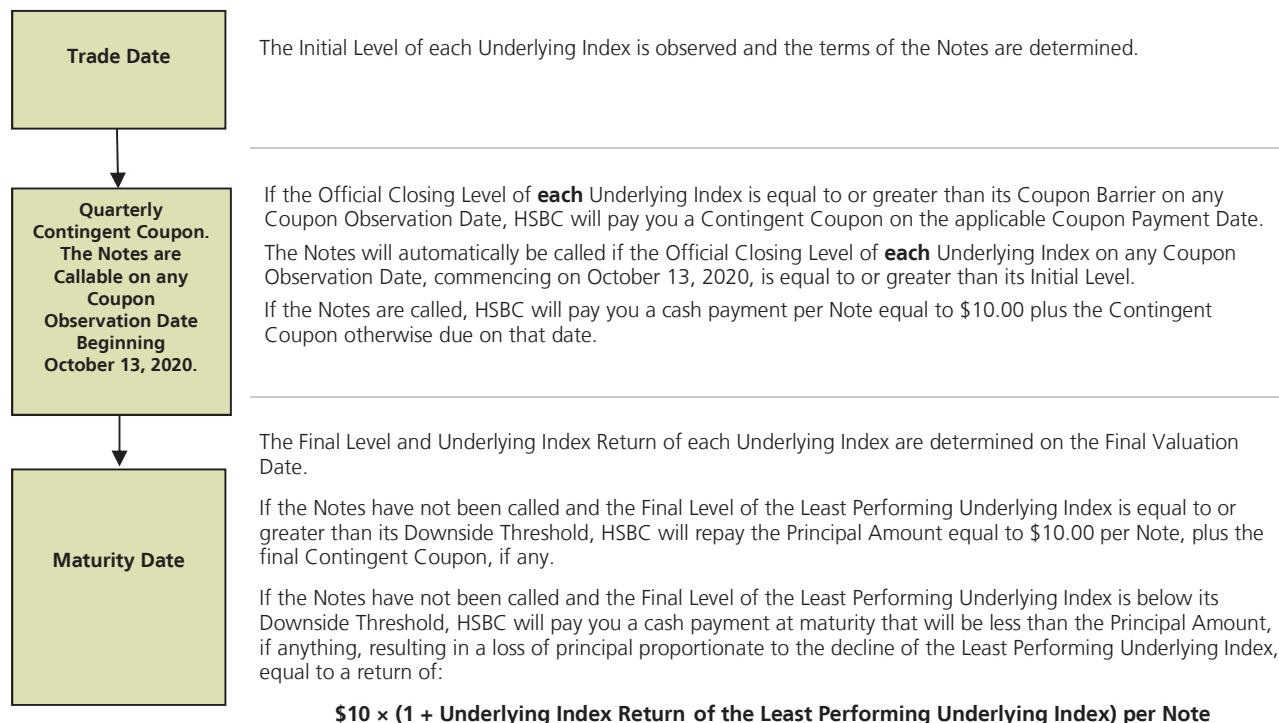 Trade Date
The Initial Level of each Underlying Index is observed and the terms of the Notes are determined.
Quarterly
Contingent Coupon.
The Notes are
Callable on any
Coupon
Observation Date
Beginning
October 13, 2020.
If the Official Closing Level of each Underlying Index is equal to or greater than its Coupon Barrier on any
Coupon Observation Date, HSBC will pay you a Contingent Coupon on the applicable Coupon Payment Date.
The Notes will automatically be called if the Official Closing Level of each Underlying Index on any Coupon
Observation Date, commencing on October 13, 2020, is equal to or greater than its Initial Level.
If the Notes are called, HSBC will pay you a cash payment per Note equal to $10.00 plus the Contingent
Coupon otherwise due on that date.
Maturity Date
The Final Level and Underlying Index Return of each Underlying Index are determined on the Final Valuation
Date.
If the Notes have not been called and the Final Level of the Least Performing Underlying Index is equal to or
greater than its Downside Threshold, HSBC will repay the Principal Amount equal to $10.00 per Note, plus the
final Contingent Coupon, if any.
If the Notes have not been called and the Final Level of the Least Performing Underlying Index is below its
Downside Threshold, HSBC will pay you a cash payment at maturity that will be less than the Principal Amount,
if anything, resulting in a loss of principal proportionate to the decline of the Least Performing Underlying Index,
equal to a return of:
$10 × (1 + Underlying Index Return of the Least Performing Underlying Index) per Note